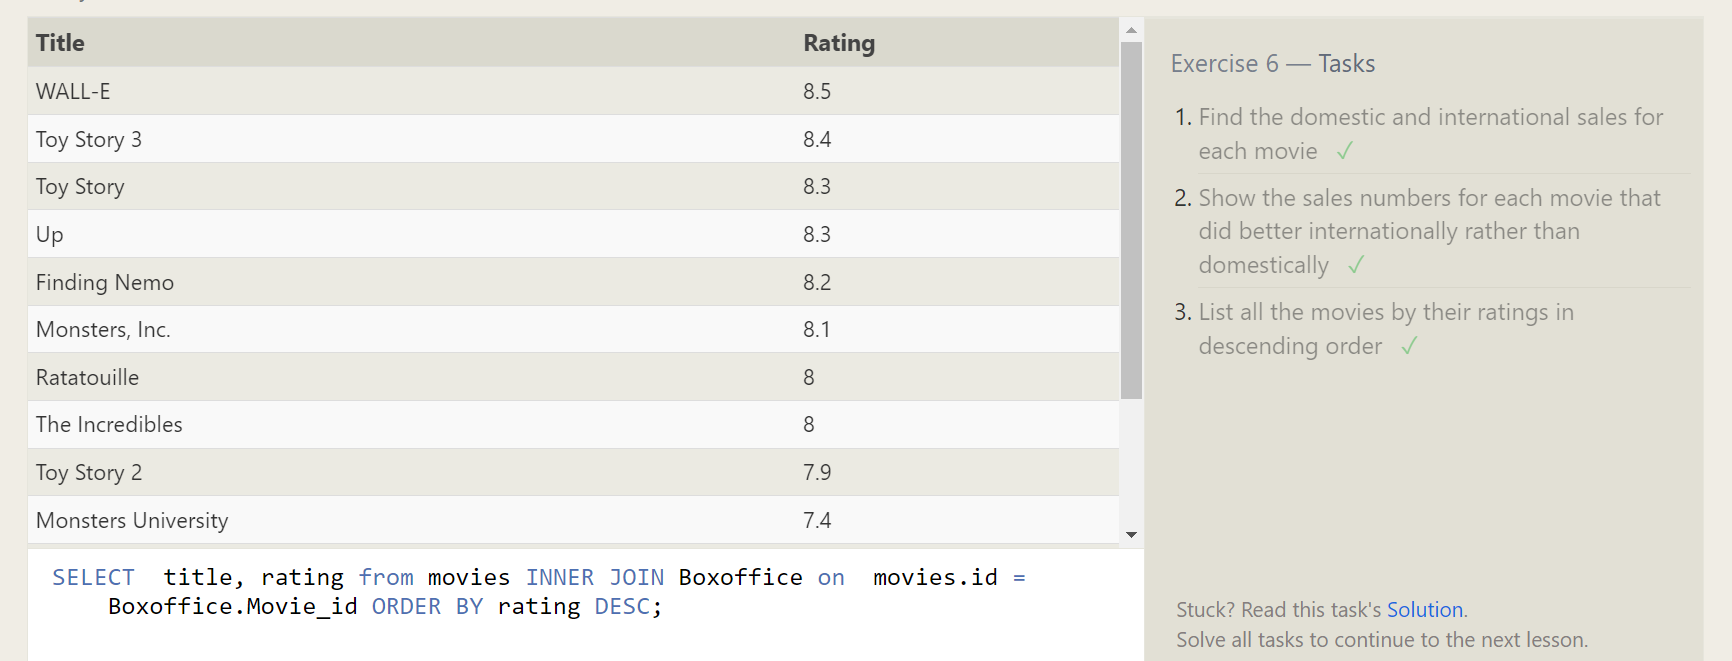 Title Rating
WALL-E 8.5
Toy Story 3 8.4
Toy Story 8.3
Up 8.3
Finding Nemo 8.2
Monsters, Inc. 8.1
Ratatouille 8
The Incredibles 8
Toy Story 2 7.9
Monsters University 7.4
SELECT  title, rating from movies INNER JOIN Boxoffice on  movies.id =
Boxoffice.Movie_id ORDER BY rating DESC;
Exercise 6 — Tasks
1. Find the domestic and international sales for
each movie ✓
2. Show the sales numbers for each movie that
did better internationally rather than
domestically ✓
3. List all the movies by their ratings in
descending order ✓
Stuck? Read this task's Solution.
Solve all tasks to continue to the next lesson.